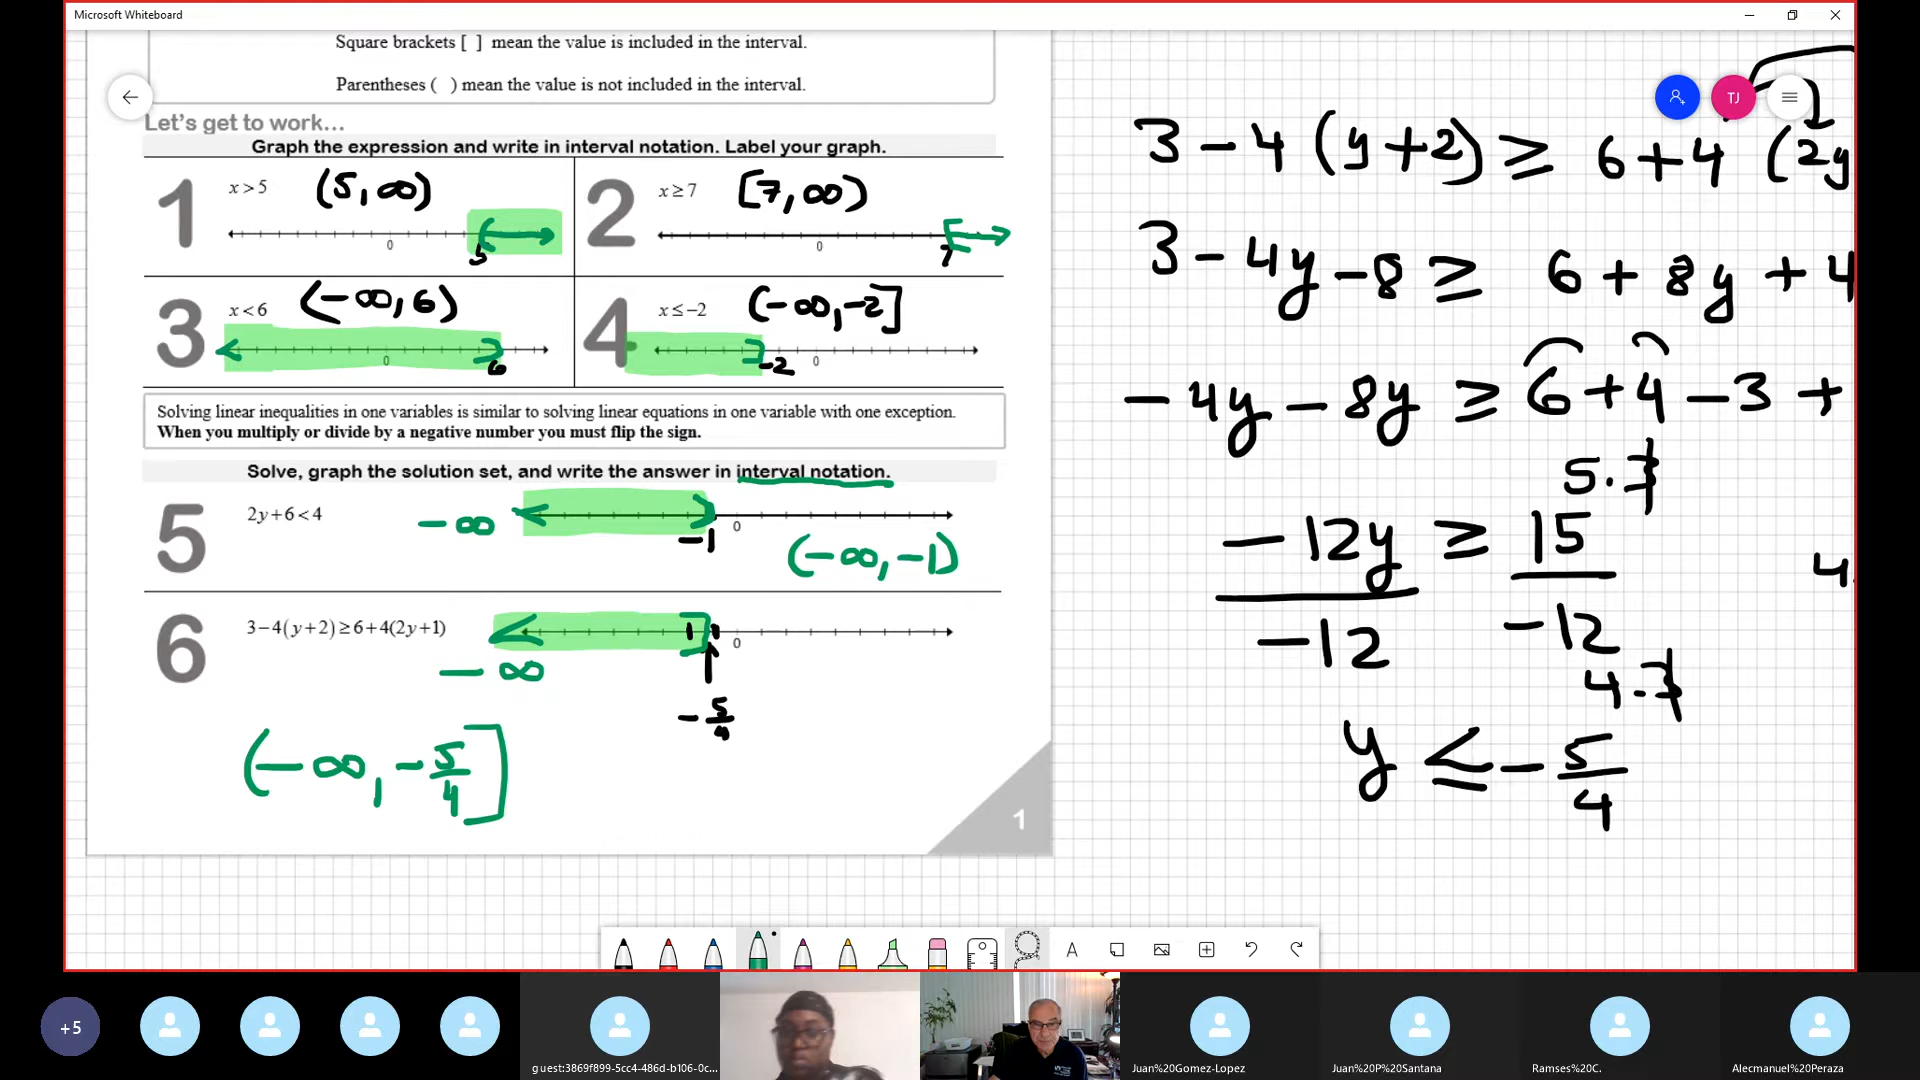 Microsoft Whiteboard
Square brackets [ ] mean the value is included in the interval.
Parentheses ( ) mean the value is not included in the interval.
Let's get to work...
Graph the expression and write in interval notation. Label your graph.
1 x > 5 (5, ∞)
0 5
2 x ≥ 7 [7, ∞)
0 7
3 x < 6 (-∞, 6)
0 6
4 x ≤ -2 (-∞, -2]
-2 0
Solving linear inequalities in one variables is similar to solving linear equations in one variable with one exception.
When you multiply or divide by a negative number you must flip the sign.
Solve, graph the solution set, and write the answer in interval notation.
5 2y+6<4 -∞ -1 0
(-∞, -1)
6 3-4(y+2)≥6+4(2y+1) 0
-∞
-5/4
(-∞, -5/4]
1
TJ
3 - 4 (y+2) ≥ 6+4 (2y
3 - 4y - 8 ≥ 6 + 8y + 4
-4y - 8y ≥ 6 + 4 - 3 +
5·3
-12y ≥ 15
4
-12 -12
4·3
y ≤ -5/4
A
+5
guest:3869f899-5cc4-486d-b106-0c...
Juan%20Gomez-Lopez
Juan%20P%20Santana
Ramses%20C.
Alecmanuel%20Peraza